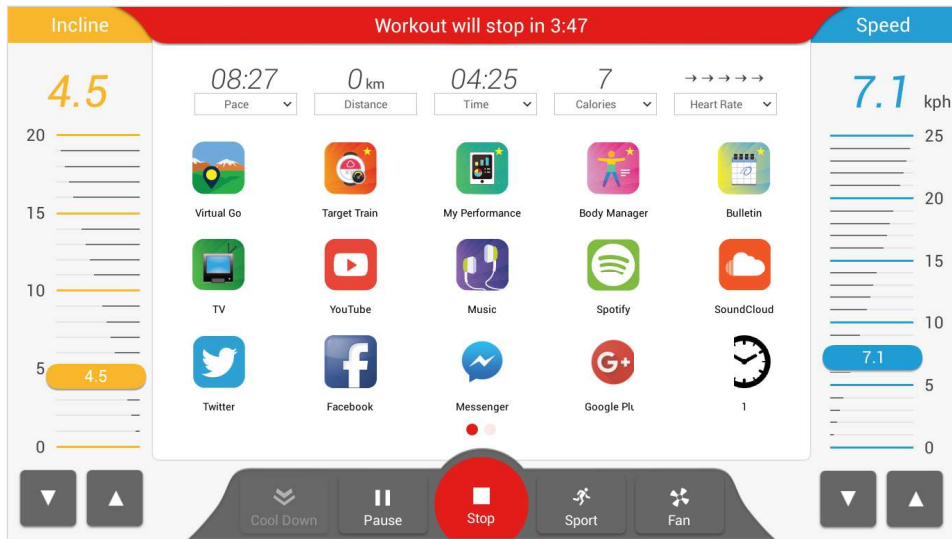 Incline
Workout will stop in 3:47
Speed
4.5
08:27
0 km
04:25
7
7.1 kph
Pace
Distance
Time
Calories
Heart Rate
20
25
Virtual Go
Target Train
My Performance
Body Manager
Bulletin
15
20
TV
YouTube
Music
Spotify
SoundCloud
10
15
10
5
4.5
G+
7.1
5
Twitter
Facebook
Messenger
Google Plu
1
0
0
Cool Down
Pause
Stop
Sport
Fan